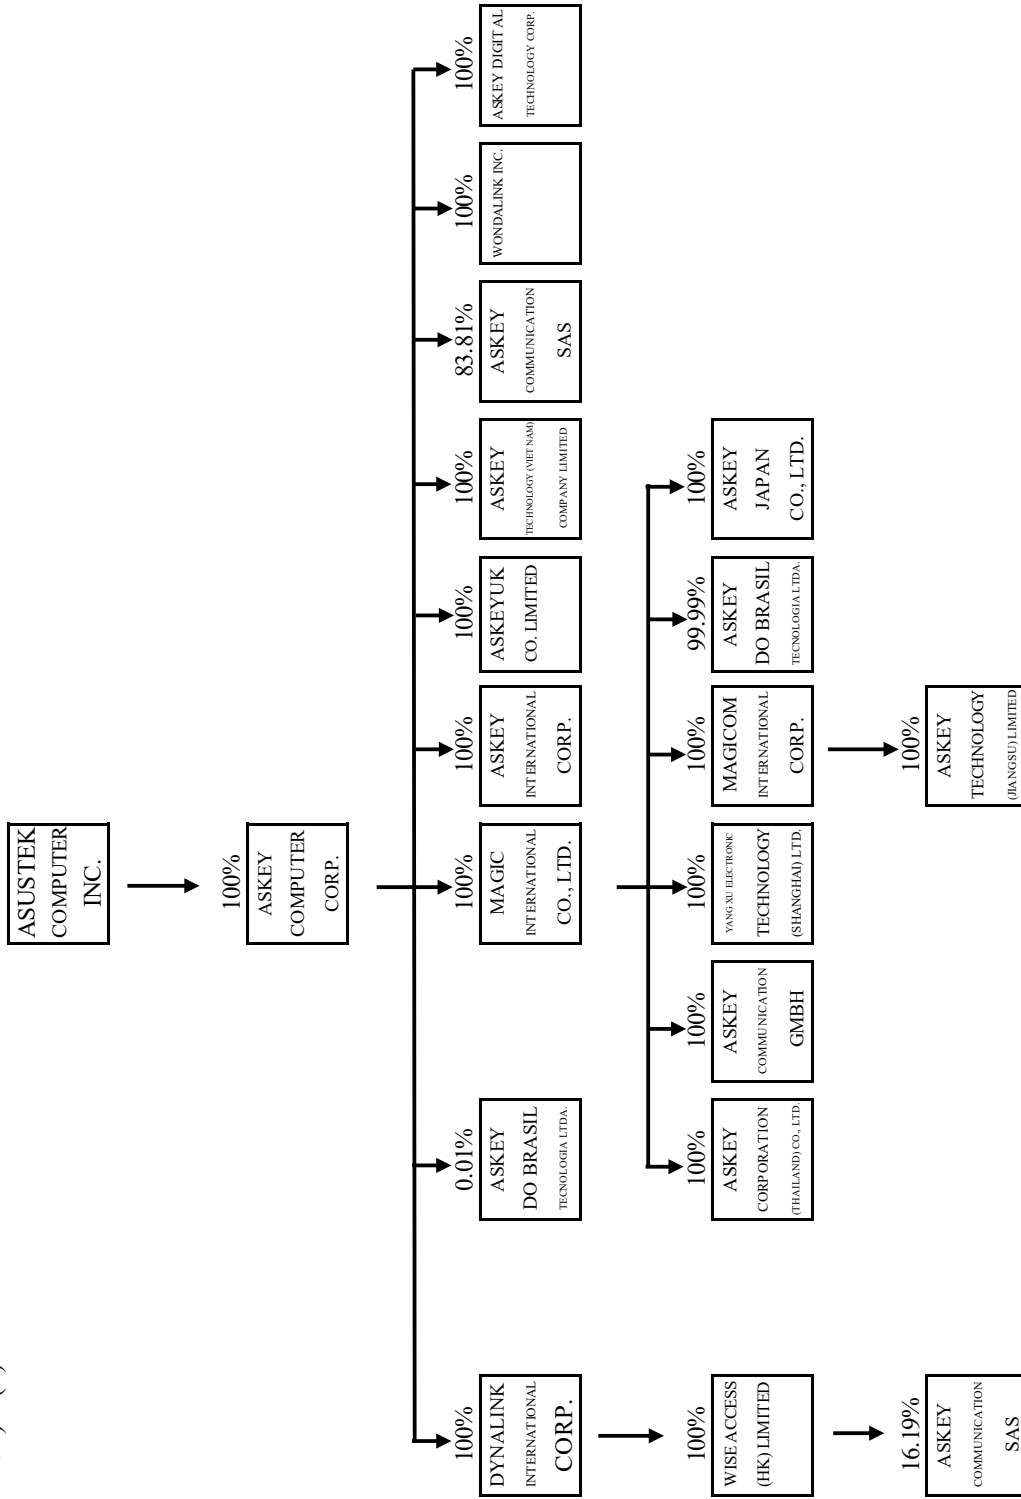 ASUSTEK
COMPUTER
INC.
100%
ASKEY
COMPUTER
CORP.
100%
DYNALINK
INTERNATIONAL
CORP.
0.01%
ASKEY
DO BRASIL
TECNOLOGIA LTDA.
100%
MAGIC
INTERNATIONAL
CO., LTD.
100%
ASKEY
INTERNATIONAL
CORP.
100%
ASKEYUK
CO. LIMITED
100%
ASKEY
TECHNOLOGY (VIET NAM)
COMPANY LIMITED
83.81%
ASKEY
COMMUNICATION
SAS
100%
WONDALINK INC.
100%
ASKEY DIGITAL
TECHNOLOGY CORP.
100%
WISE ACCESS
(HK) LIMITED
100%
ASKEY
CORPORATION
(THAILAND) CO., LTD.
100%
ASKEY
COMMUNICATION
GMBH
100%
YANG XU ELECTRONIC
TECHNOLOGY
(SHANGHAI) LTD.
100%
MAGICOM
INTERNATIONAL
CORP.
99.99%
ASKEY
DO BRASIL
TECNOLOGIA LTDA.
100%
ASKEY
JAPAN
CO., LTD.
16.19%
ASKEY
COMMUNICATION
SAS
100%
ASKEY
TECHNOLOGY
(JIANGSU) LIMITED